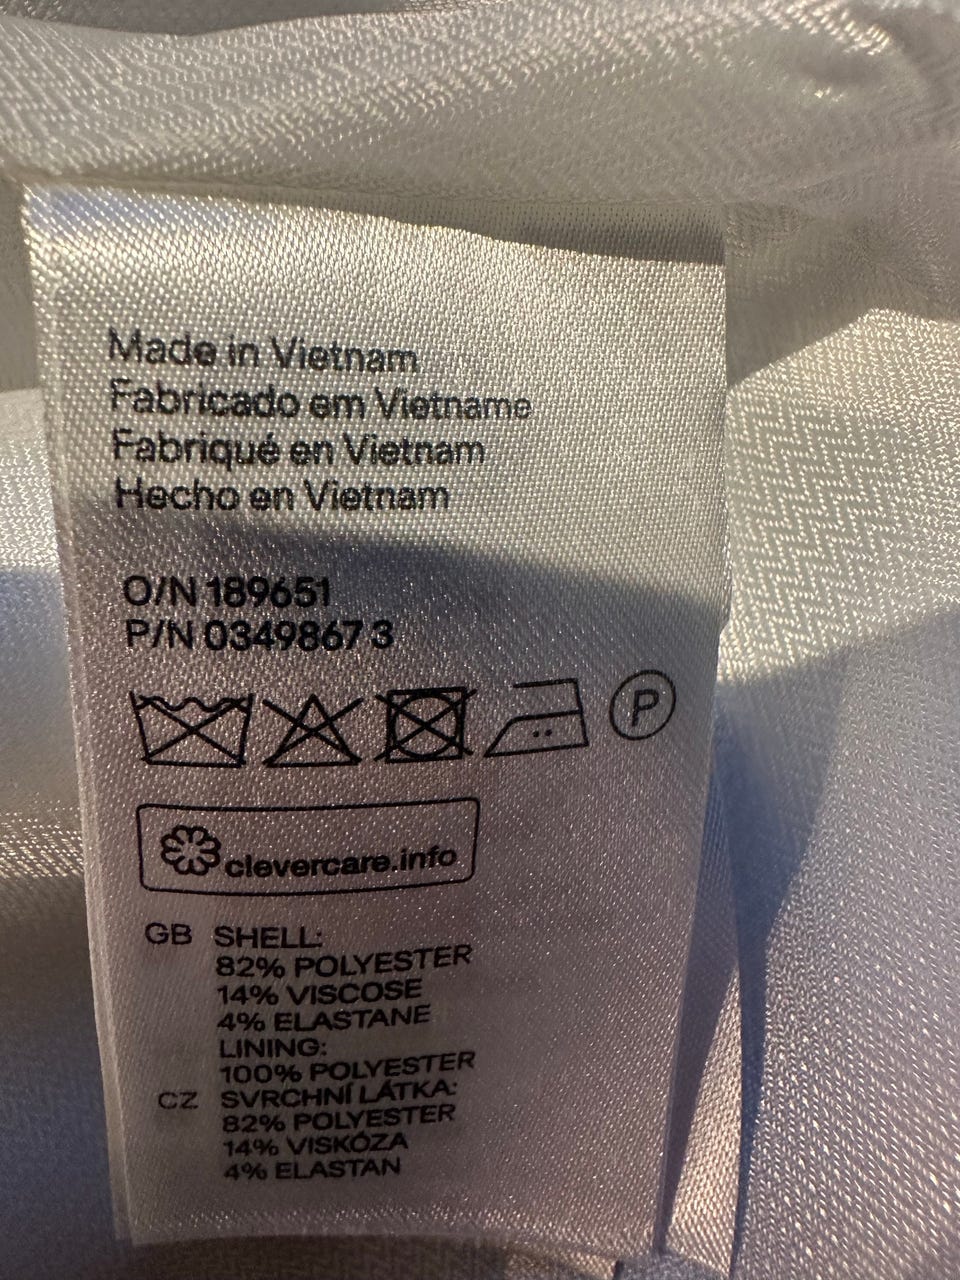 Made in Vietnam
Fabricado em Vietname
Fabriqué en Vietnam
Hecho en Vietnam
O/N 189651
P/N 0349867 3
P
clevercare.info
GB SHELL:
82% POLYESTER
14% VISCOSE
4% ELASTANE
LINING:
100% POLYESTER
CZ SVRCHNÍ LÁTKA:
82% POLYESTER
14% VISKÓZA
4% ELASTAN